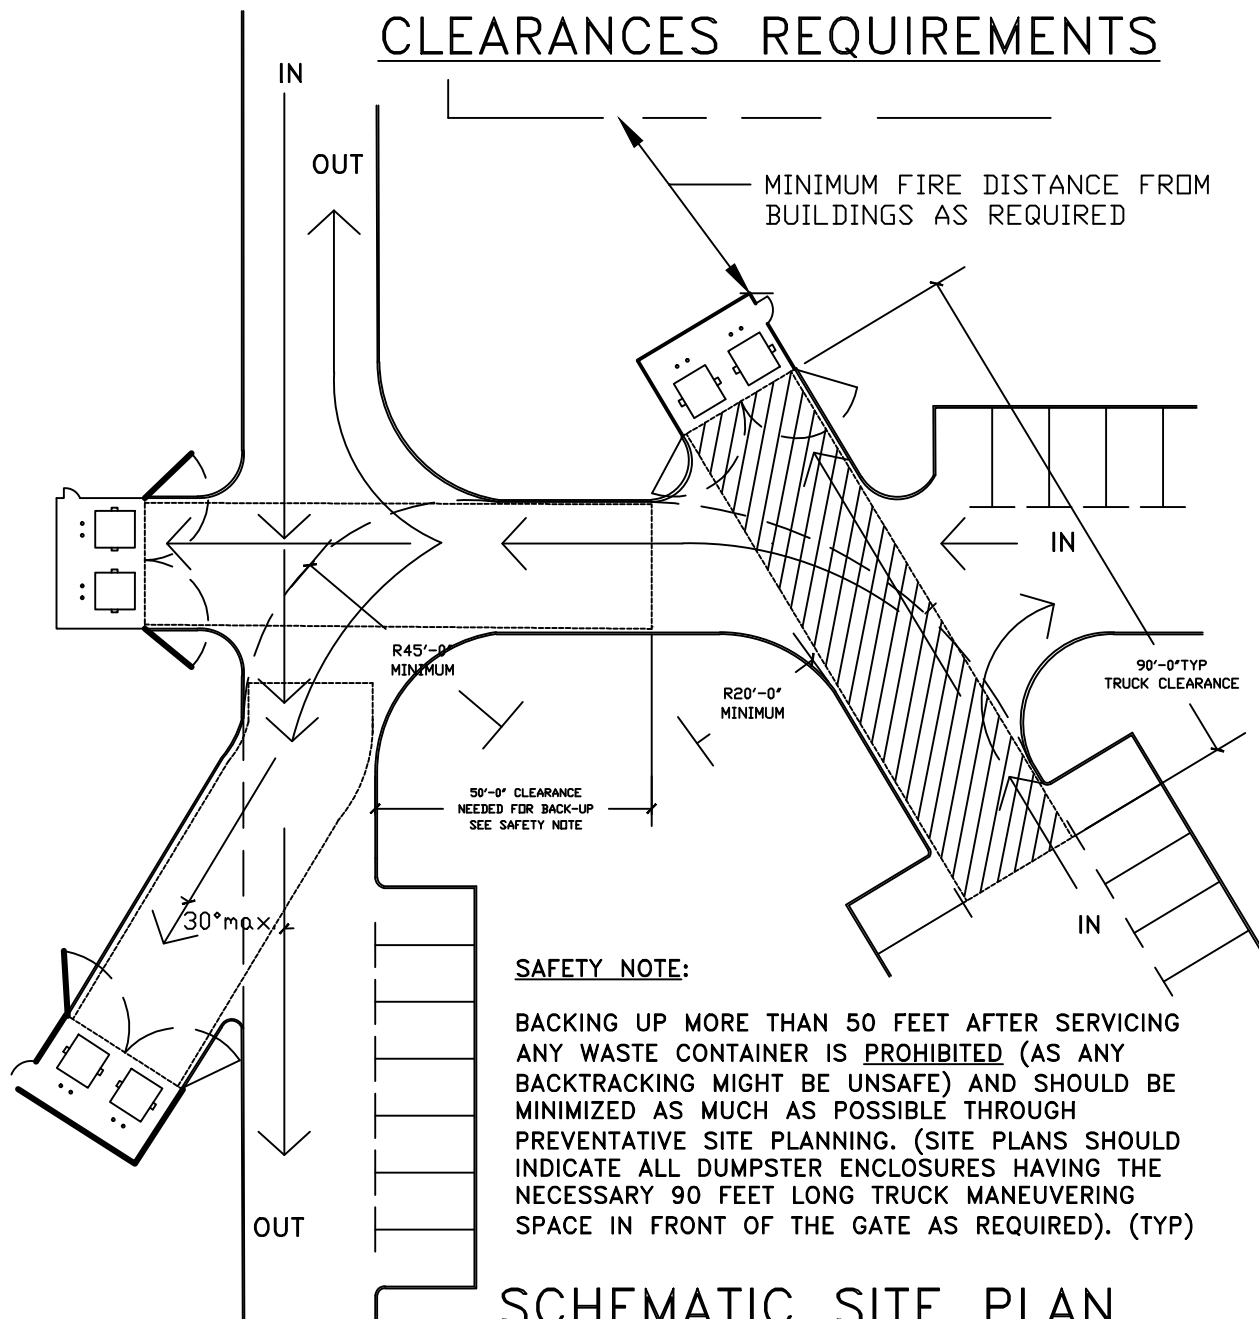 CLEARANCES REQUIREMENTS
IN
OUT
MINIMUM FIRE DISTANCE FROM
BUILDINGS AS REQUIRED
IN
R45'-0"
MINIMUM
R20'-0"
MINIMUM
90'-0"TYP
TRUCK CLEARANCE
50'-0" CLEARANCE
NEEDED FOR BACK-UP
SEE SAFETY NOTE
30°max.
IN
SAFETY NOTE:
BACKING UP MORE THAN 50 FEET AFTER SERVICING
ANY WASTE CONTAINER IS PROHIBITED (AS ANY
BACKTRACKING MIGHT BE UNSAFE) AND SHOULD BE
MINIMIZED AS MUCH AS POSSIBLE THROUGH
PREVENTATIVE SITE PLANNING. (SITE PLANS SHOULD
INDICATE ALL DUMPSTER ENCLOSURES HAVING THE
NECESSARY 90 FEET LONG TRUCK MANEUVERING
SPACE IN FRONT OF THE GATE AS REQUIRED). (TYP)
OUT
SCHEMATIC SITE PLAN